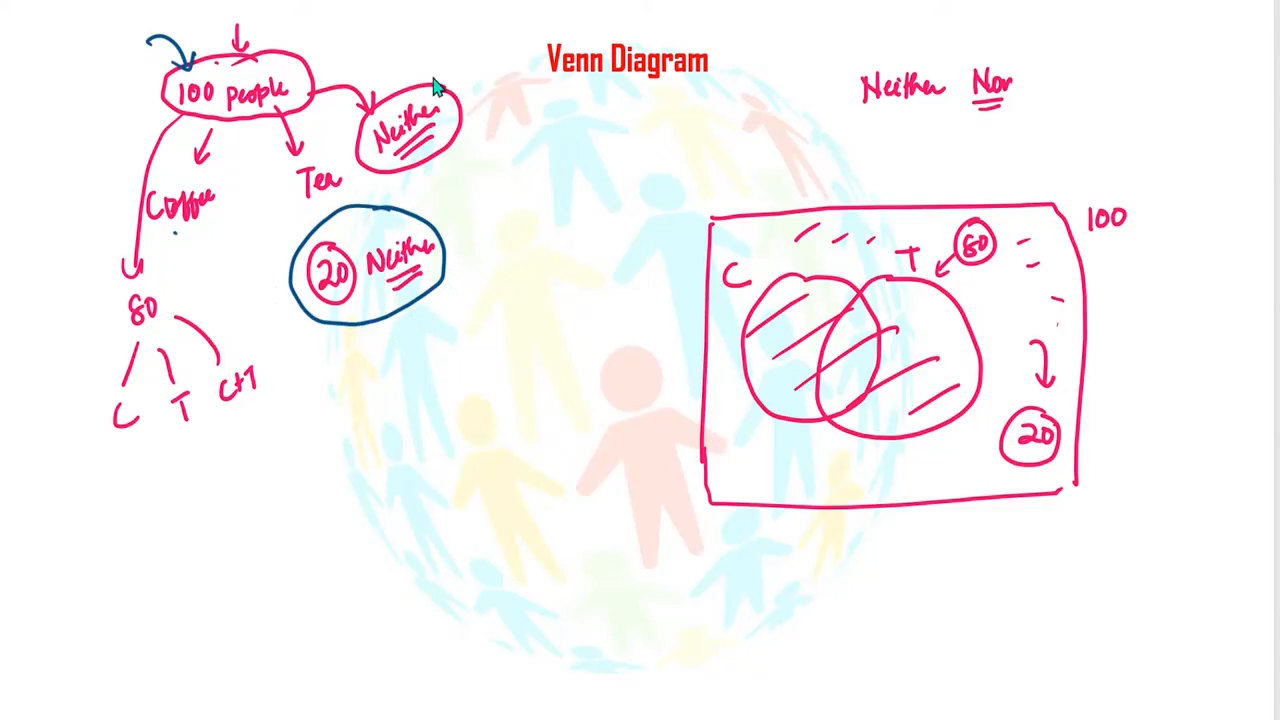 Venn Diagram
100 people
Neither
Neither Nor
Coffee
Tea
20 Neither
80
C
T
C+T
100
80
C
T
20